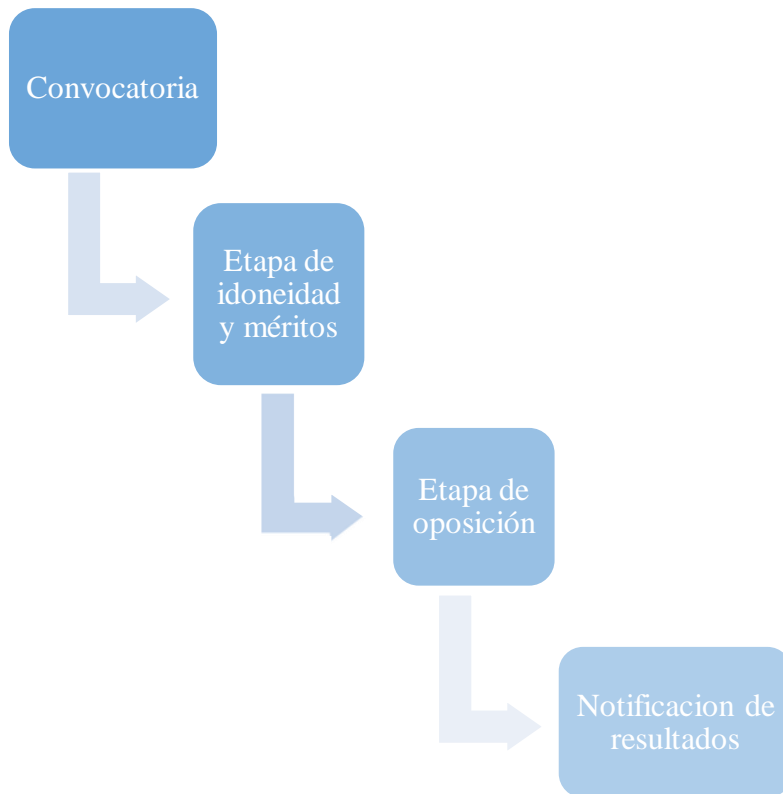 Convocatoria
Etapa de
idoneidad
y méritos
Etapa de
oposición
Notificacion de
resultados